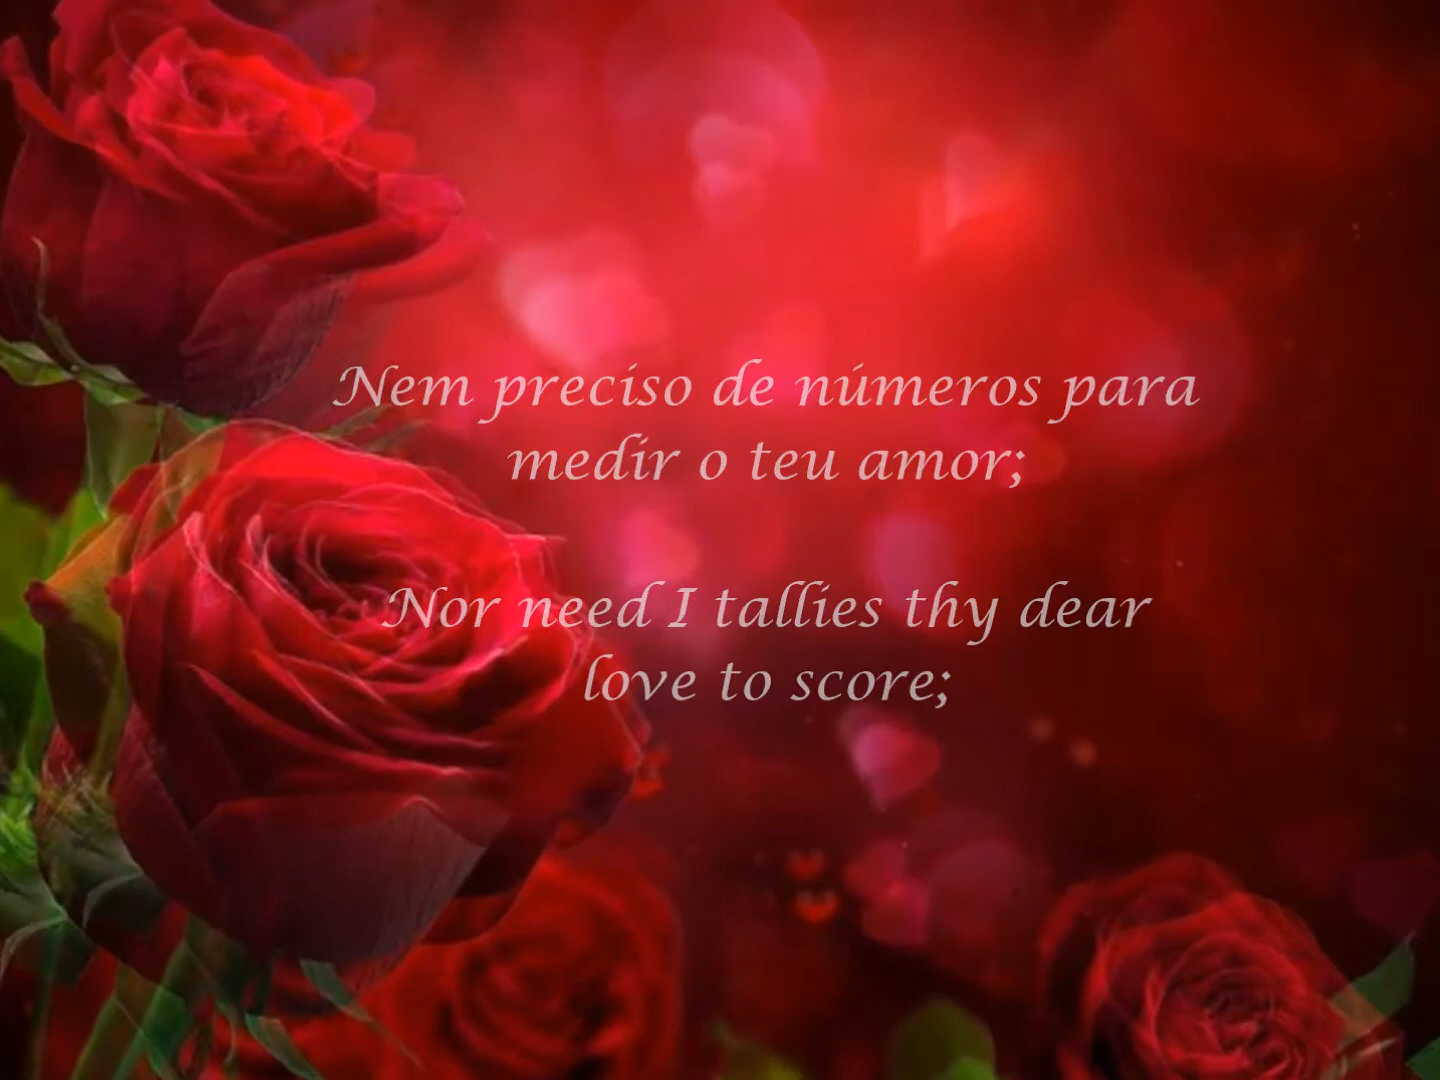 Nem preciso de números para
medir o teu amor;
Nor need I tallies thy dear
love to score;